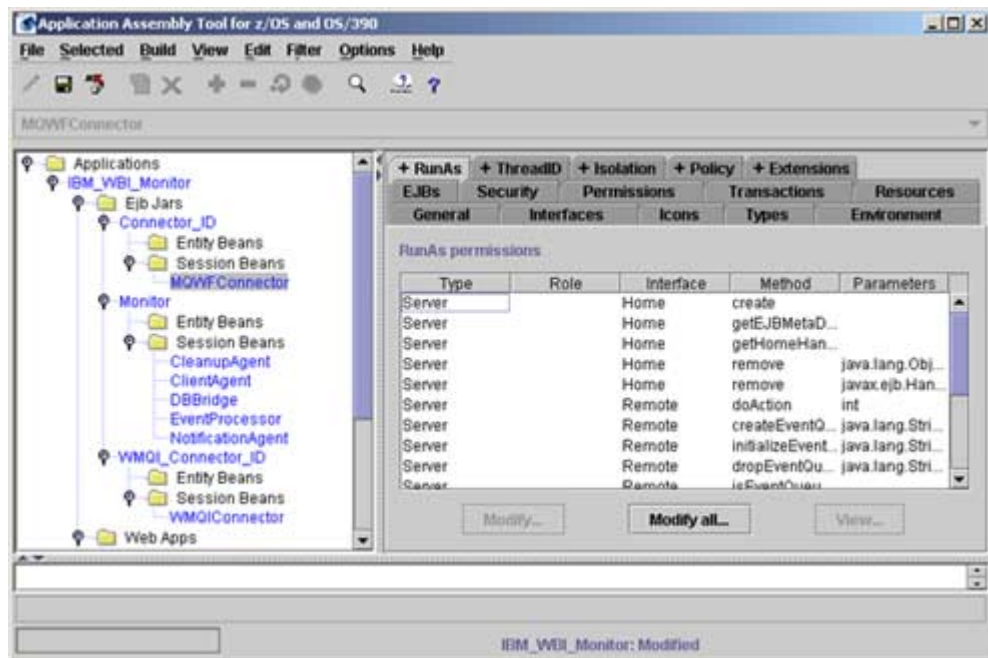 Application Assembly Tool for z/OS and OS/390
File Selected Build View Edit Filter Options Help
MQWFConnector
Applications
IBM_WBI_Monitor
Ejb Jars
Connector_ID
Entity Beans
Session Beans
MQWFConnector
Monitor
Entity Beans
Session Beans
CleanupAgent
ClientAgent
DBBridge
EventProcessor
NotificationAgent
WMQI_Connector_ID
Entity Beans
Session Beans
WMQIConnector
Web Apps
+ RunAs + ThreadID + Isolation + Policy + Extensions
EJBs Security Permissions Transactions Resources
General Interfaces Icons Types Environment
RunAs permissions
Type Role Interface Method Parameters
Server Home create
Server Home getEJBMetaD...
Server Home getHomeHan...
Server Home remove java.lang.Obj...
Server Home remove javax.ejb.Han...
Server Remote doAction int
Server Remote createEventQ... java.lang.Stri...
Server Remote initializeEvent... java.lang.Stri...
Server Remote dropEventQu... java.lang.Stri...
Server Remote isEventQueu...
Modify... Modify all... View...
IBM_WBI_Monitor: Modified